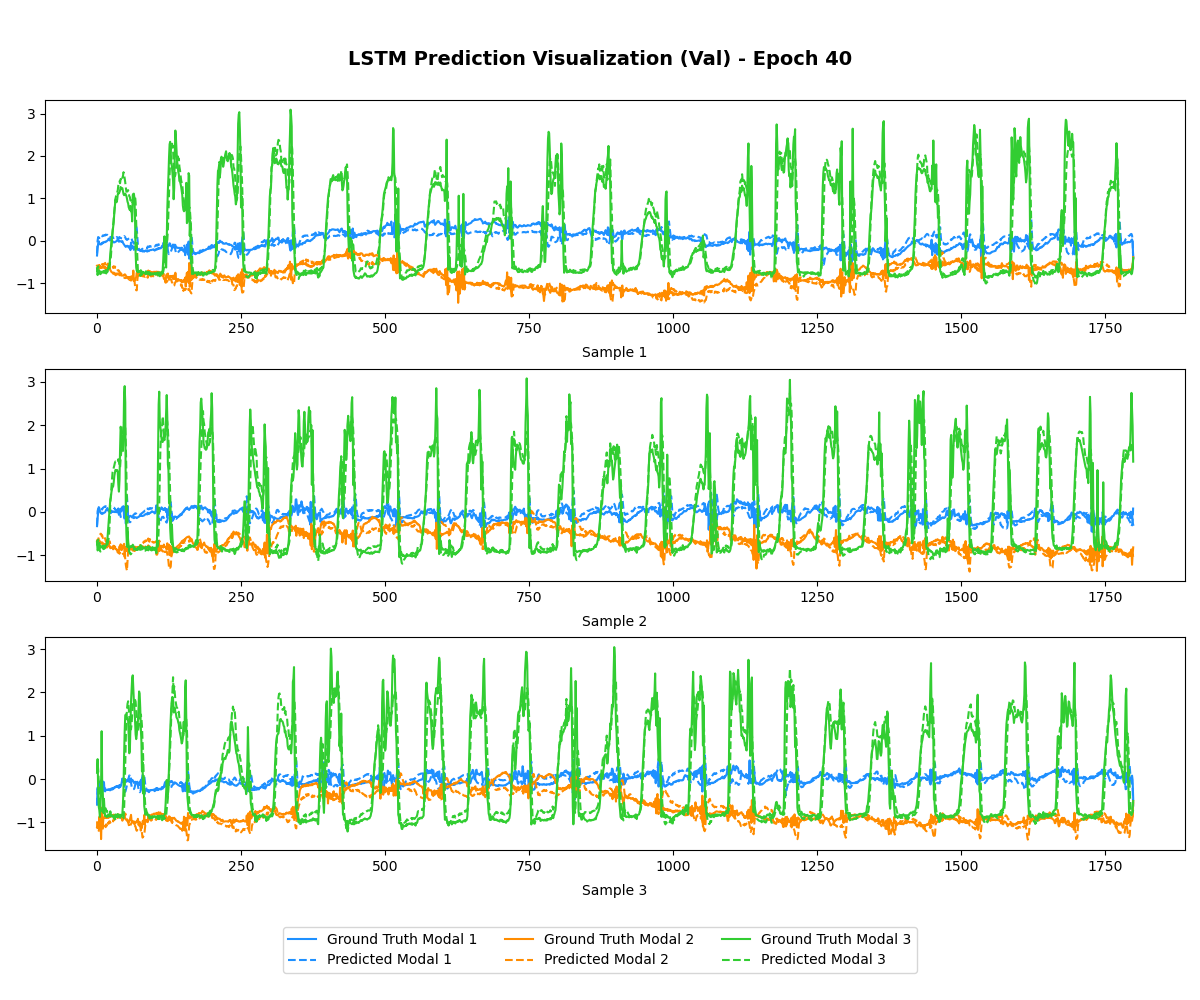 LSTM Prediction Visualization (Val) - Epoch 40
3
2
1
0
−1
0 250 500 750 1000 1250 1500 1750
Sample 1
3
2
1
0
−1
0 250 500 750 1000 1250 1500 1750
Sample 2
3
2
1
0
−1
0 250 500 750 1000 1250 1500 1750
Sample 3
Ground Truth Modal 1 Ground Truth Modal 2 Ground Truth Modal 3
Predicted Modal 1 Predicted Modal 2 Predicted Modal 3